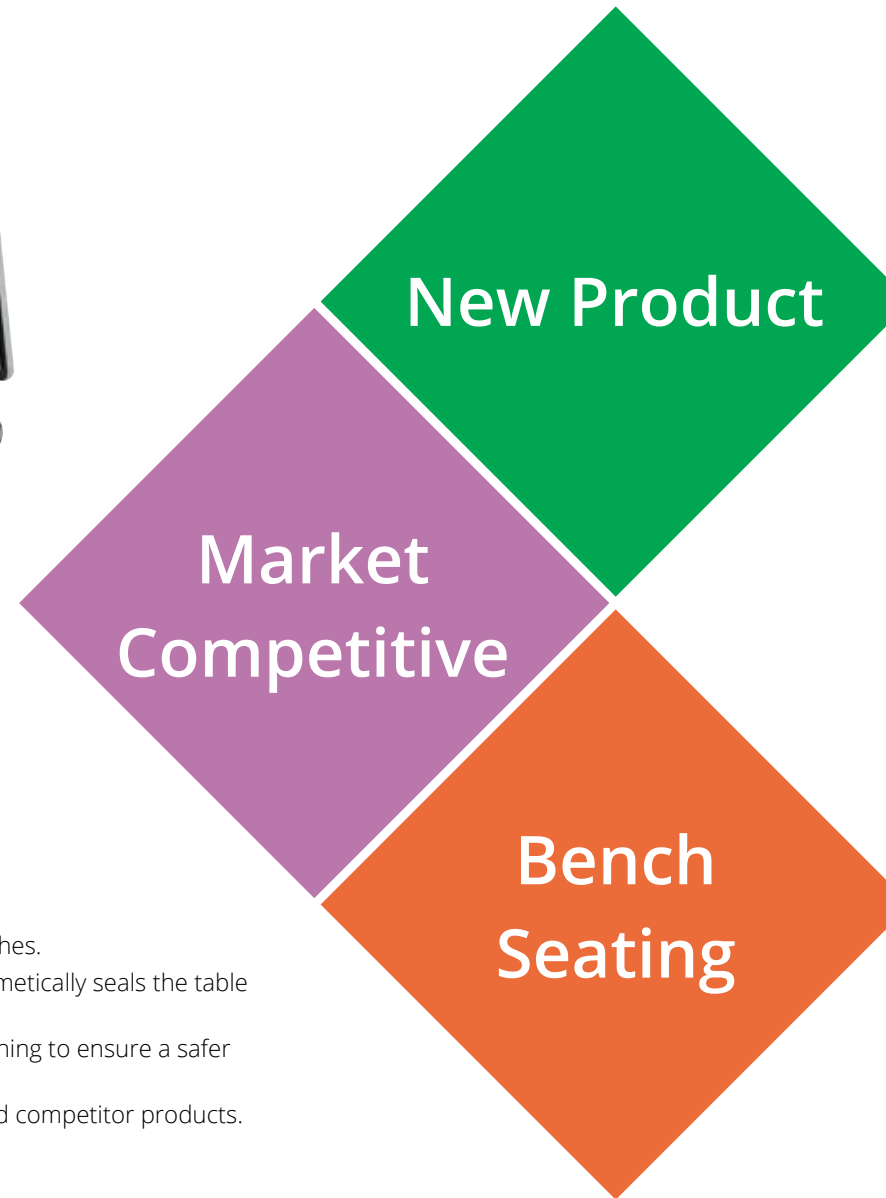 New Product
Market
Competitive
Bench
Seating
hes.
metically seals the table
ning to ensure a safer
d competitor products.